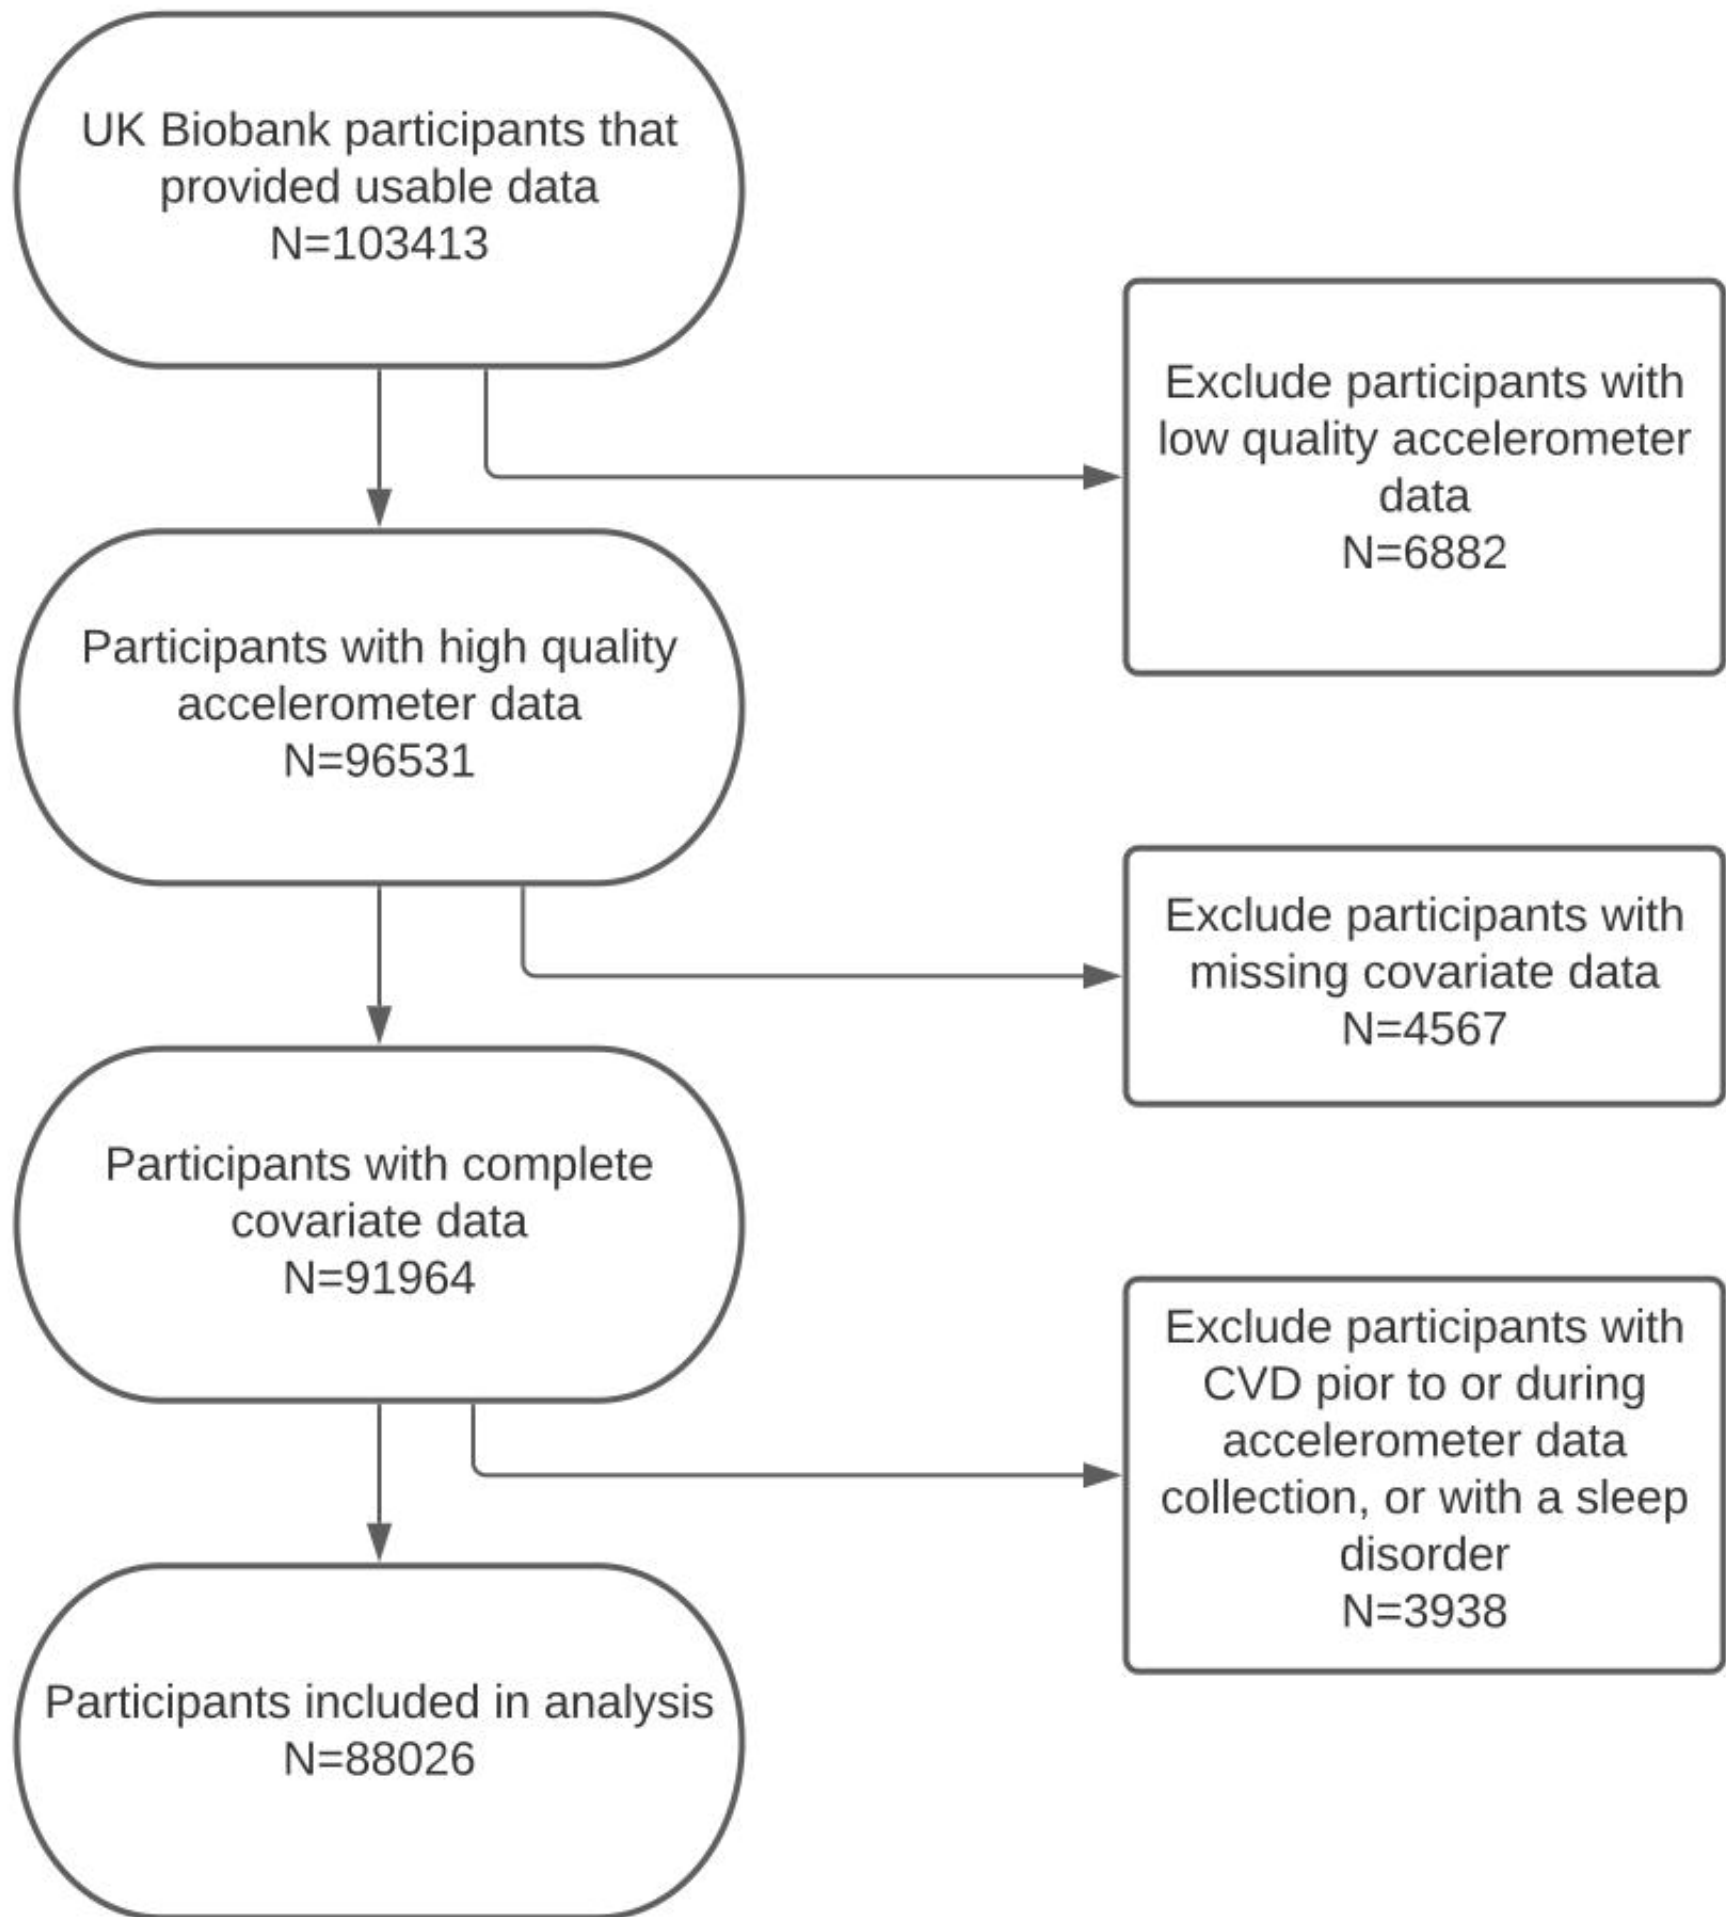 UK Biobank participants that
provided usable data
N=103413
Exclude participants with
low quality accelerometer
data
N=6882
Participants with high quality
accelerometer data
N=96531
Exclude participants with
missing covariate data
N=4567
Participants with complete
covariate data
N=91964
Exclude participants with
CVD pior to or during
accelerometer data
collection, or with a sleep
disorder
N=3938
Participants included in analysis
N=88026